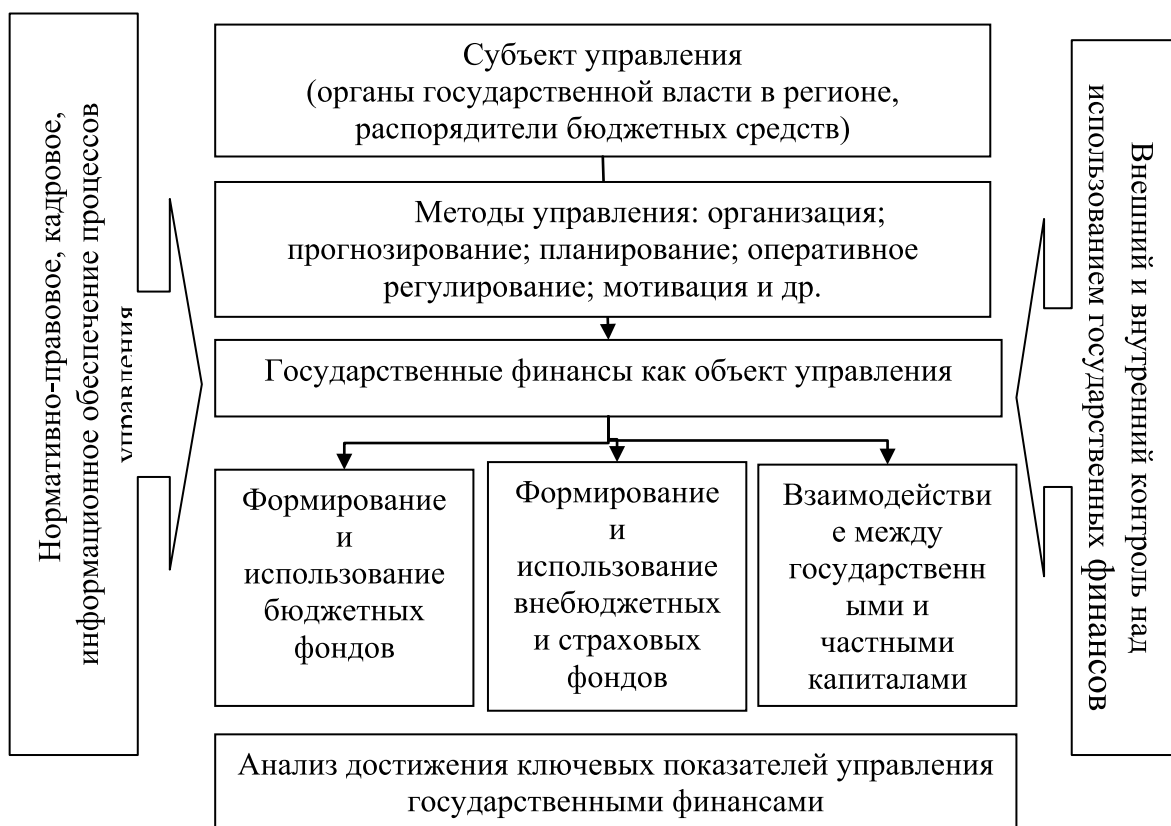 Нормативно-правовое, кадровое,
информационное обеспечение процессов
управления
Субъект управления
(органы государственной власти в регионе,
распорядители бюджетных средств)
Методы управления: организация;
прогнозирование; планирование; оперативное
регулирование; мотивация и др.
Государственные финансы как объект управления
Формирование
и
использование
бюджетных
фондов
Формирование
и
использование
внебюджетных
и страховых
фондов
Взаимодействи
е между
государственн
ыми и
частными
капиталами
Анализ достижения ключевых показателей управления
государственными финансами
Внешний и внутренний контроль над
использованием государственных финансов